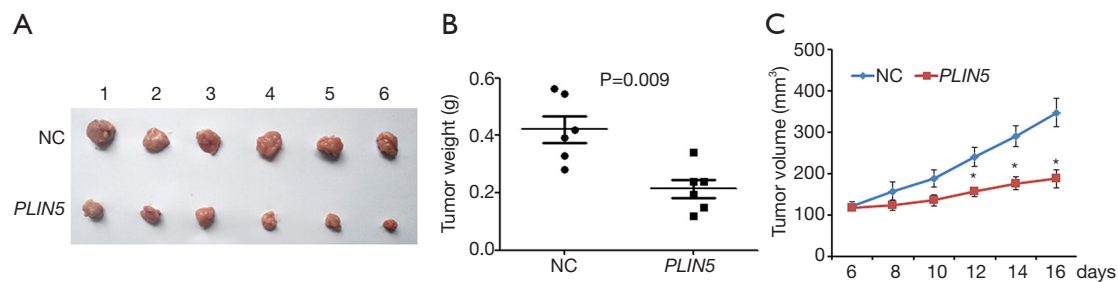 A
1 2 3 4 5 6
NC
PLIN5
B
P=0.009
Tumor weight (g)
0.6
0.4
0.2
0.0
NC PLIN5
C
NC PLIN5
Tumor volume (mm³)
500
400
300
200
100
0
* * *
6 8 10 12 14 16 days